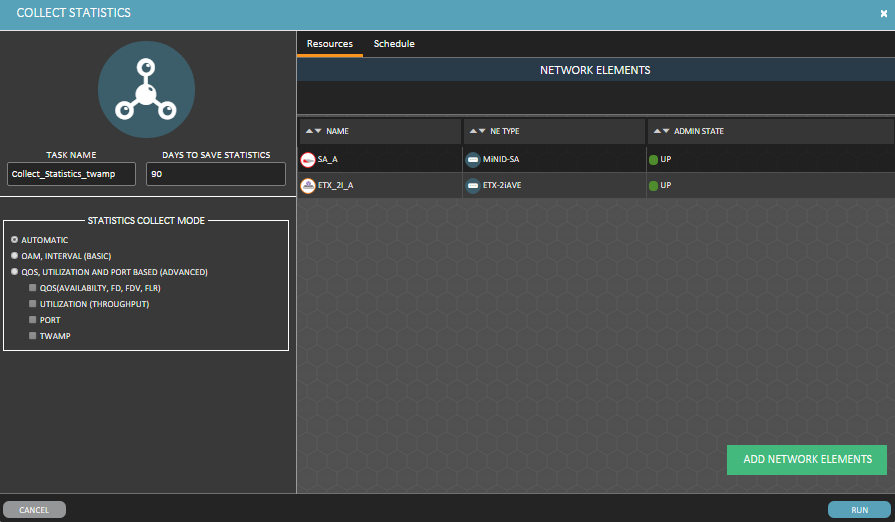 COLLECT STATISTICS
Resources Schedule
NETWORK ELEMENTS
TASK NAME DAYS TO SAVE STATISTICS
Collect_Statistics_twamp 90
NAME NE TYPE ADMIN STATE
SA_A MiNID-SA UP
ETX_2I_A ETX-2iAVE UP
STATISTICS COLLECT MODE
AUTOMATIC
OAM, INTERVAL (BASIC)
QOS, UTILIZATION AND PORT BASED (ADVANCED)
QOS(AVAILABILTY, FD, FDV, FLR)
UTILIZATION (THROUGHPUT)
PORT
TWAMP
ADD NETWORK ELEMENTS
CANCEL RUN